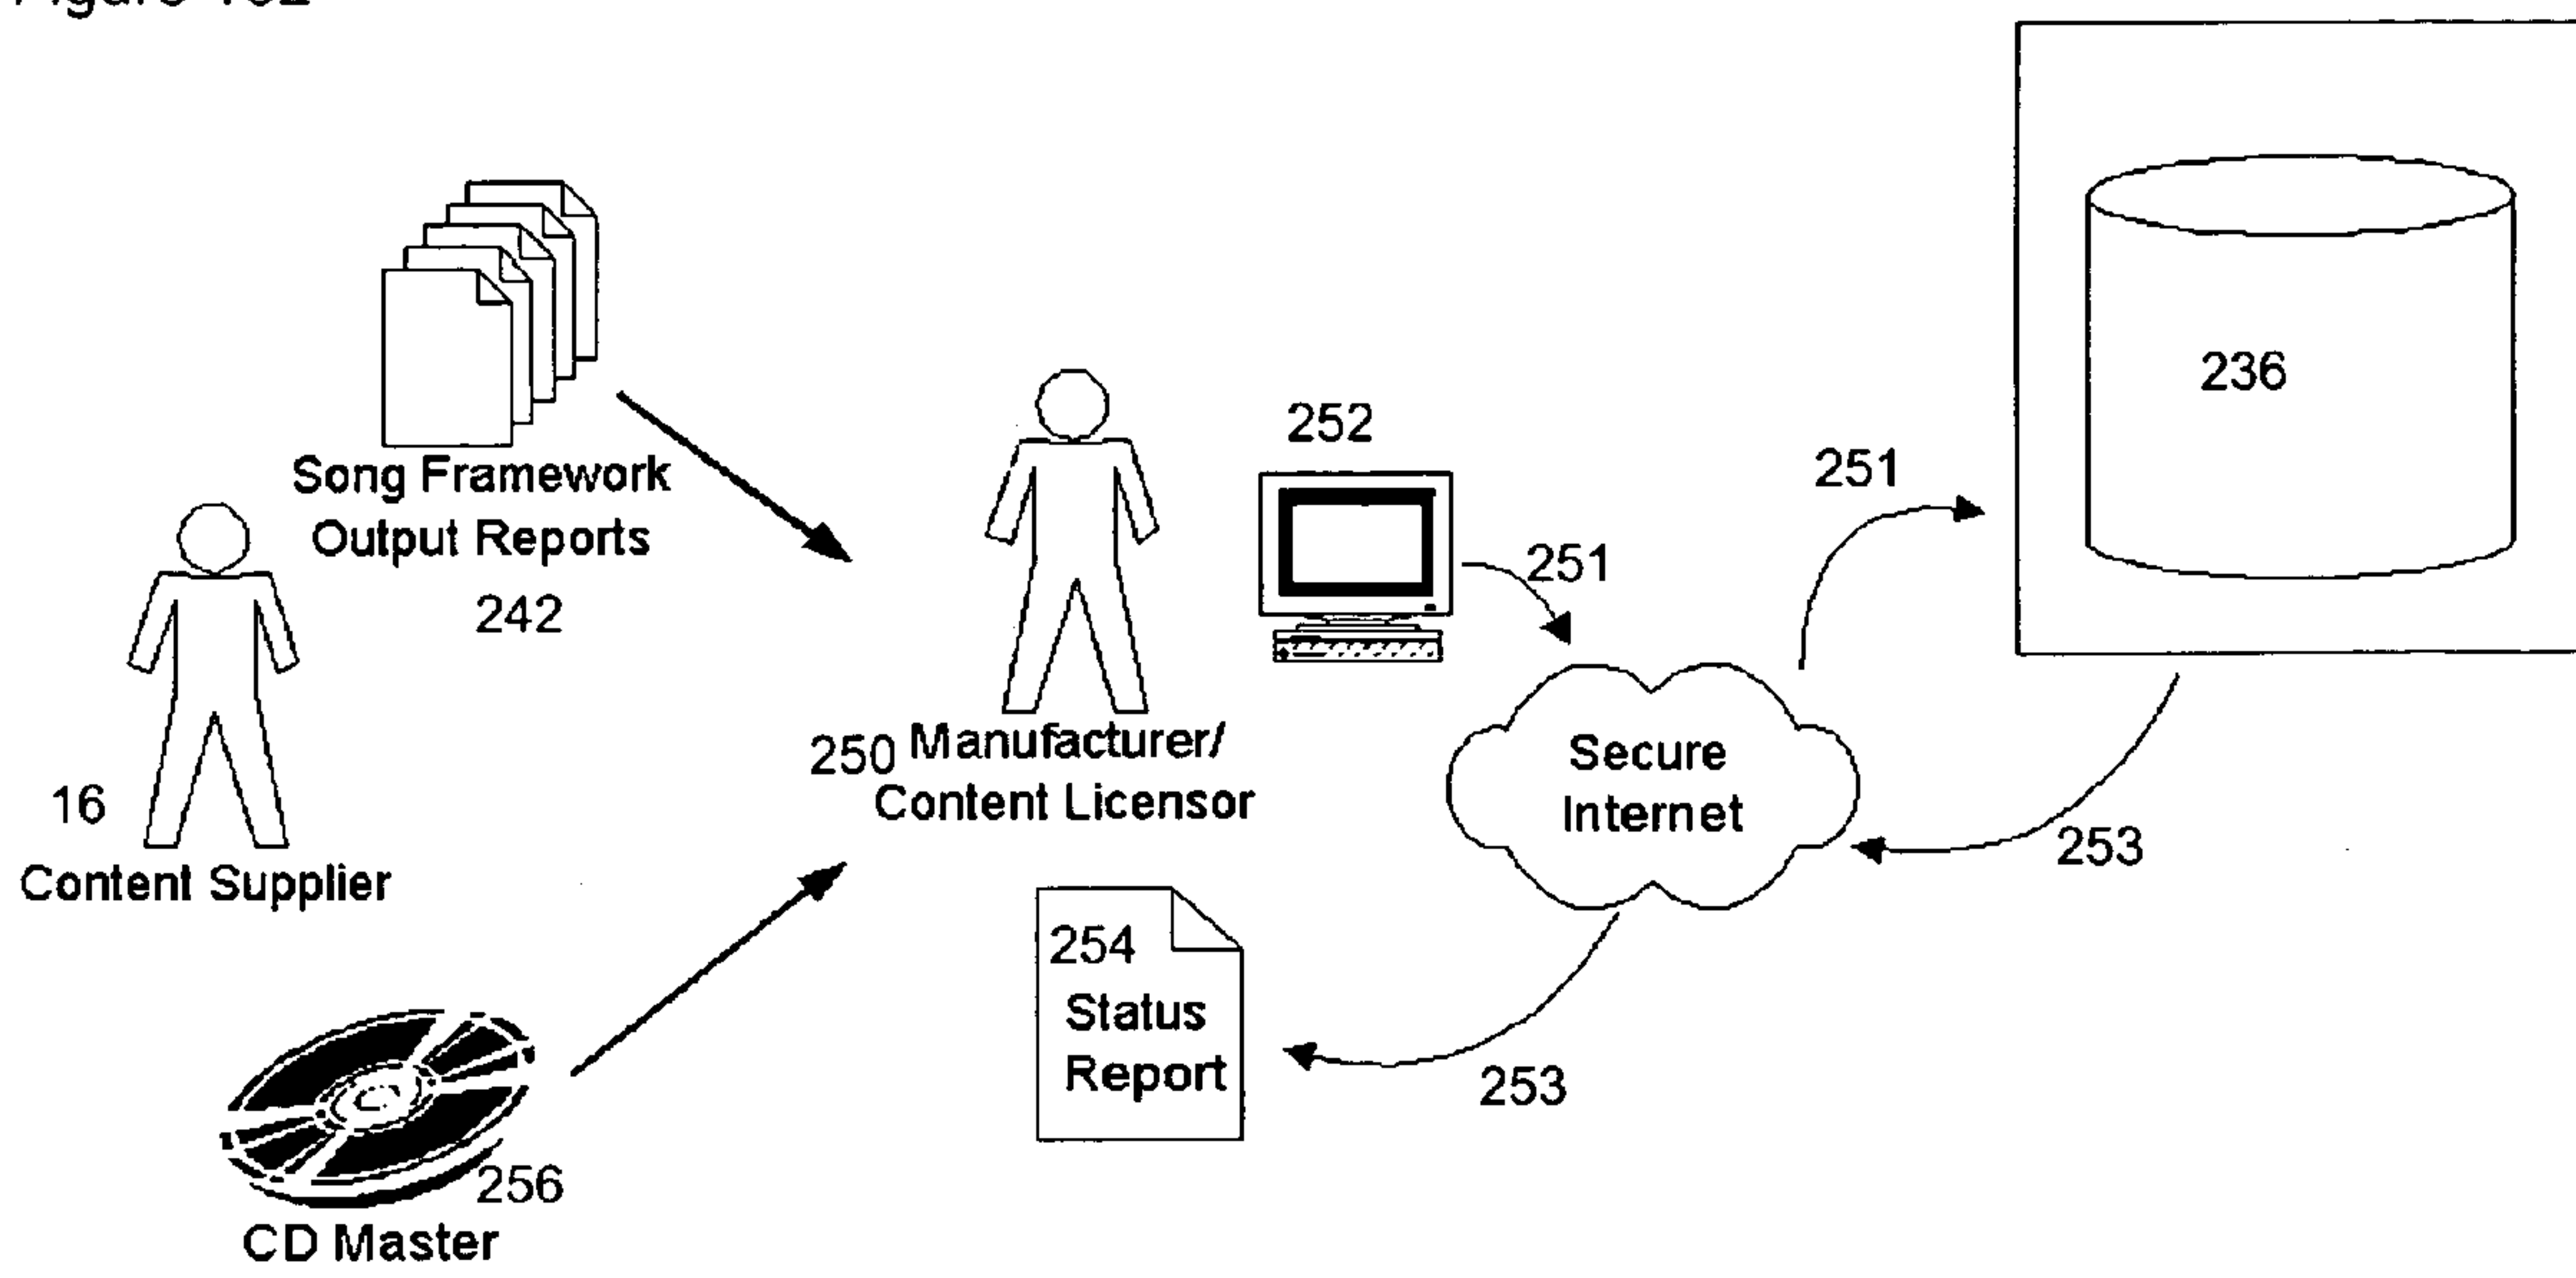 236
252
251
Song Framework
Output Reports
242
251
16
Content Supplier
250 Manufacturer/
Content Licensor
Secure
Internet
253
254
Status
Report
253
256
CD Master